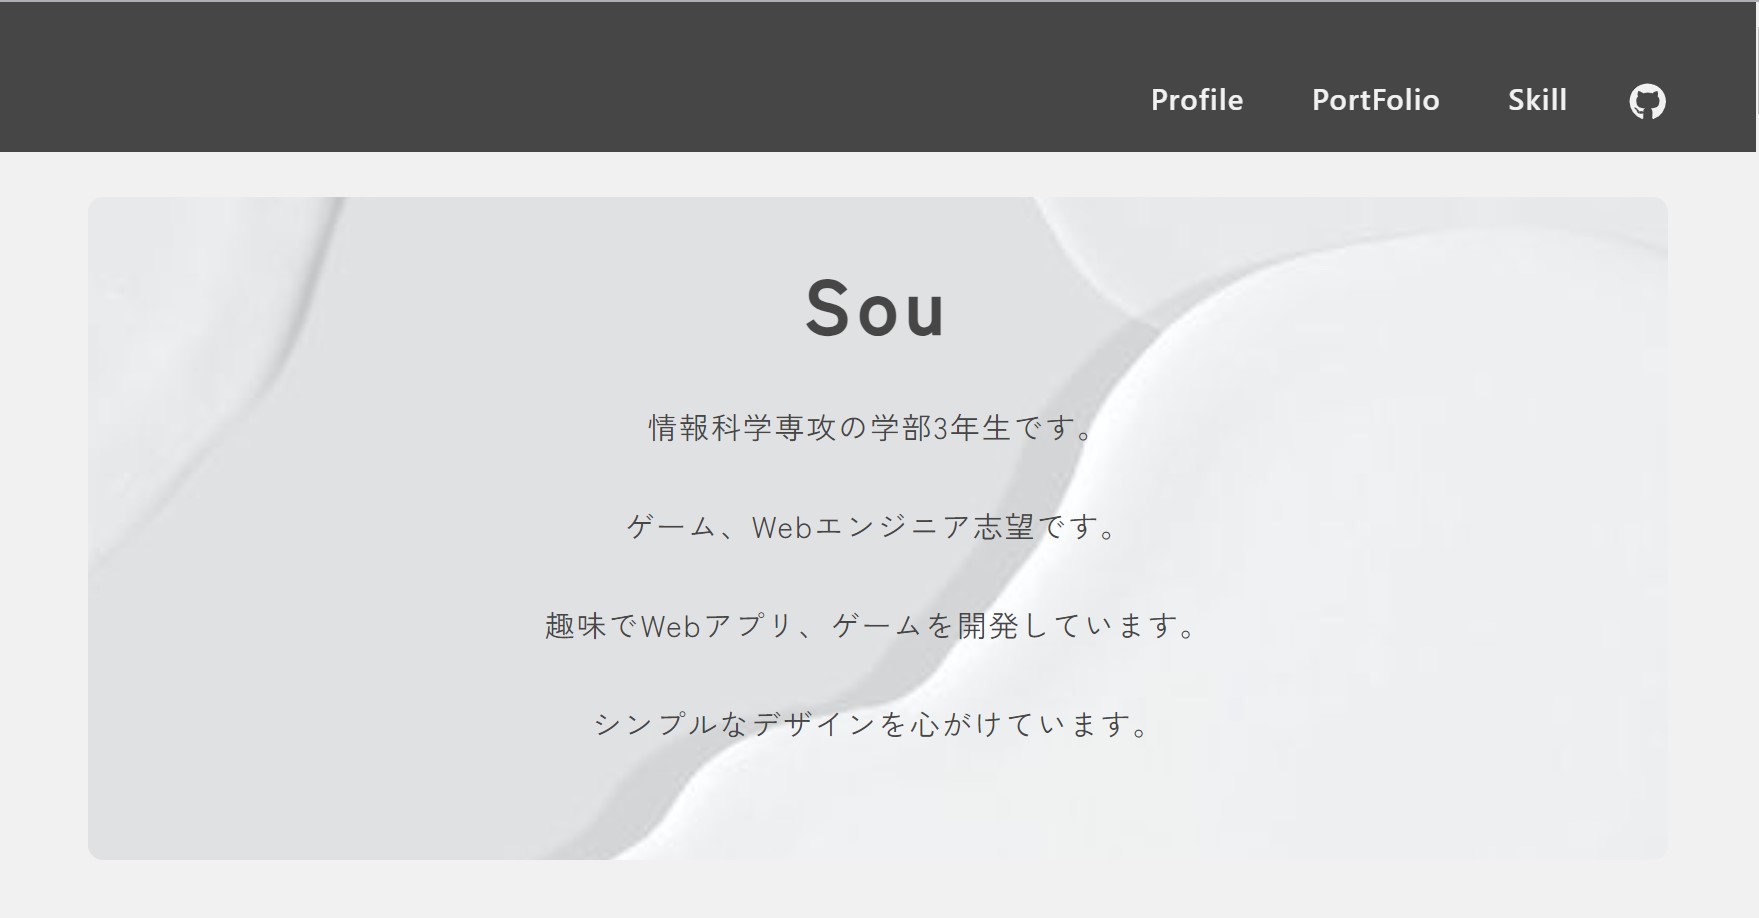 Profile PortFolio Skill
Sou
情報科学専攻の学部3年生です。
ゲーム、Webエンジニア志望です。
趣味でWebアプリ、ゲームを開発しています。
シンプルなデザインを心がけています。